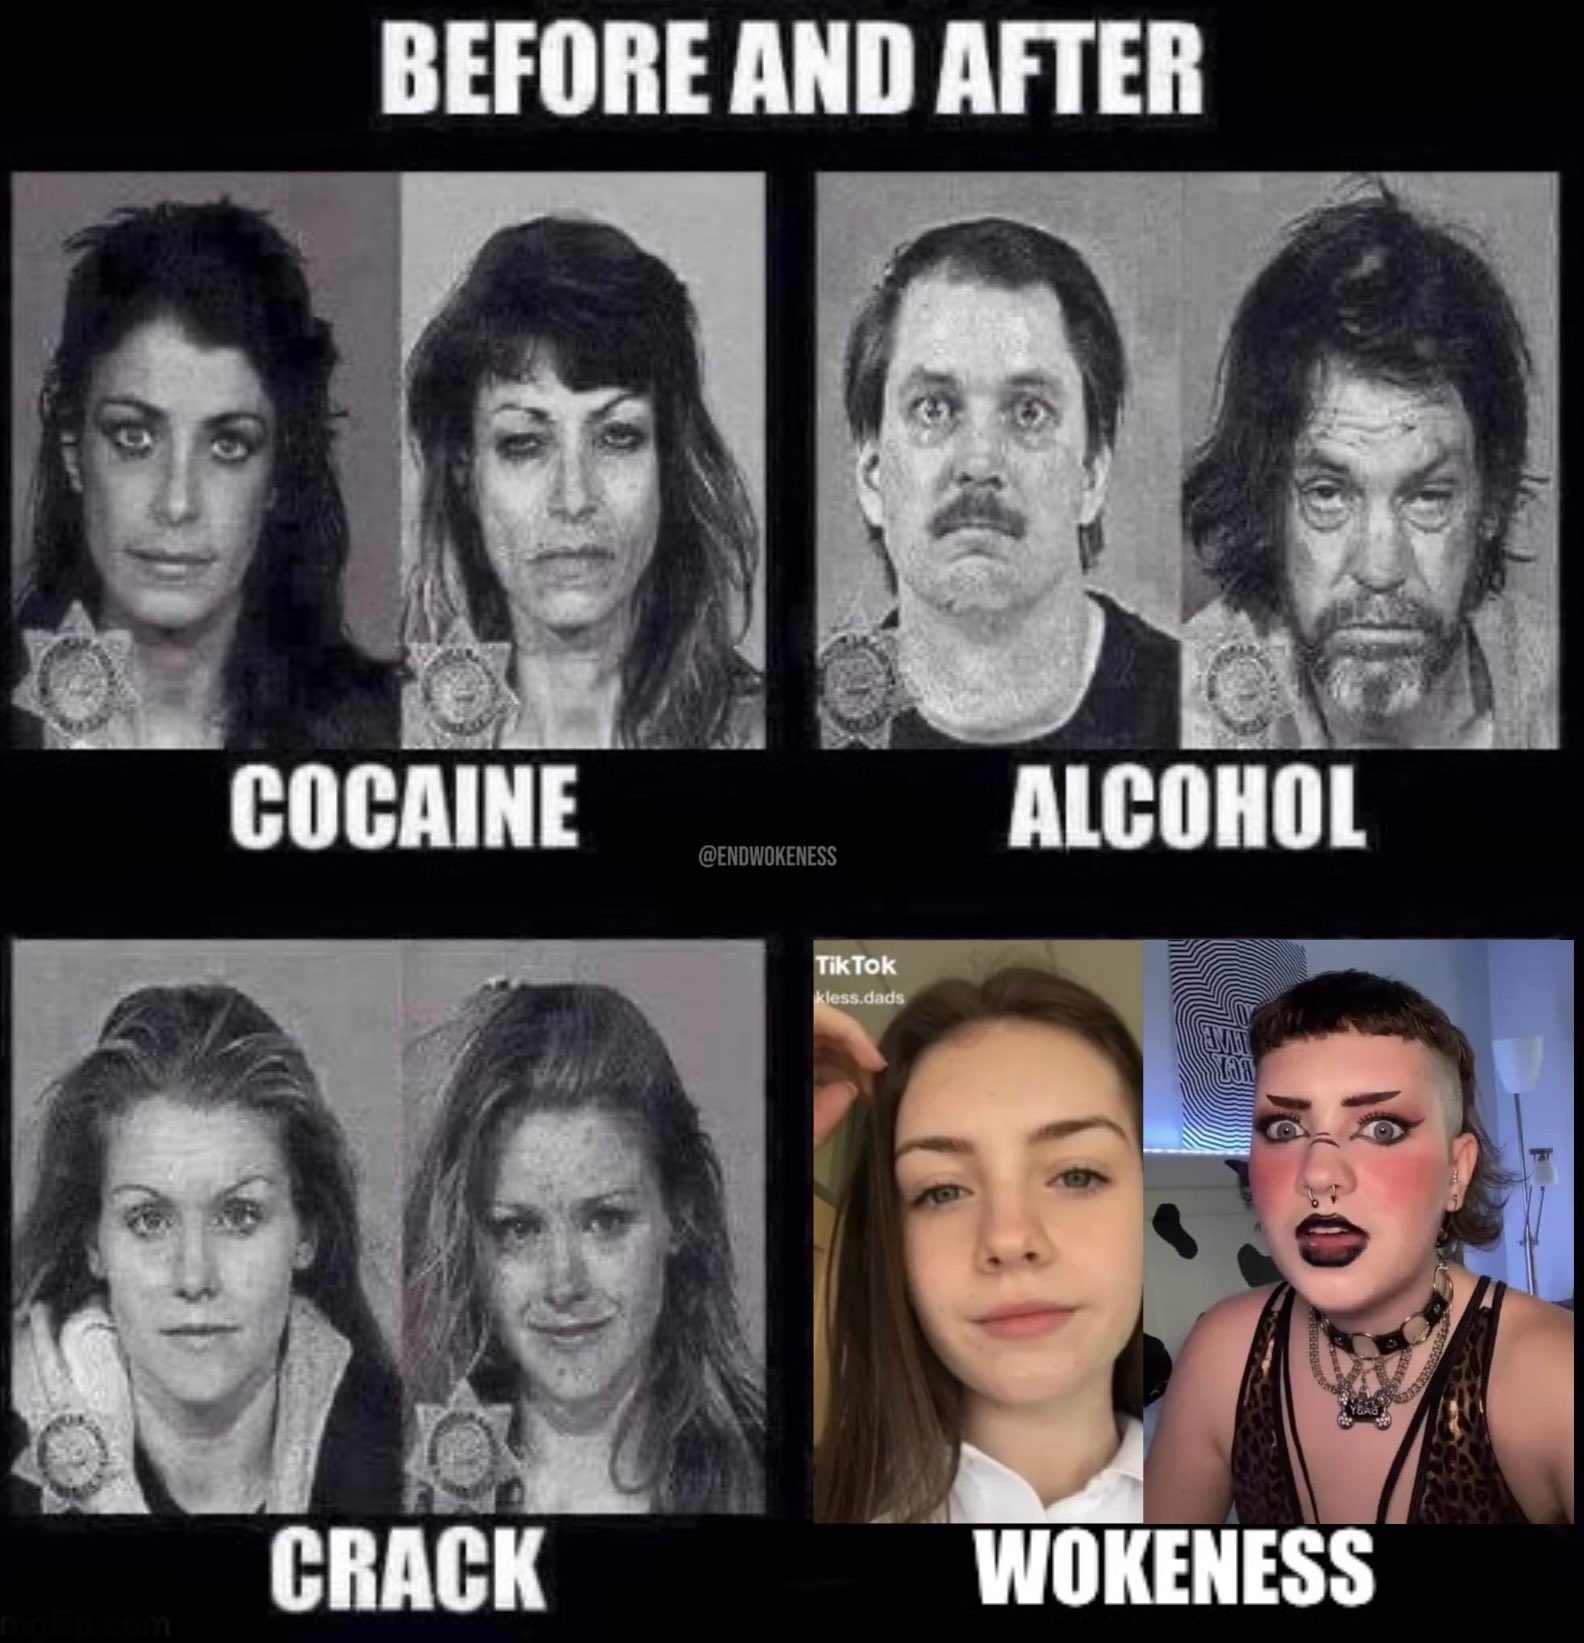 BEFORE AND AFTER
COCAINE
ALCOHOL
@ENDWOKENESS
TikTok
kless.dads
CRACK
WOKENESS